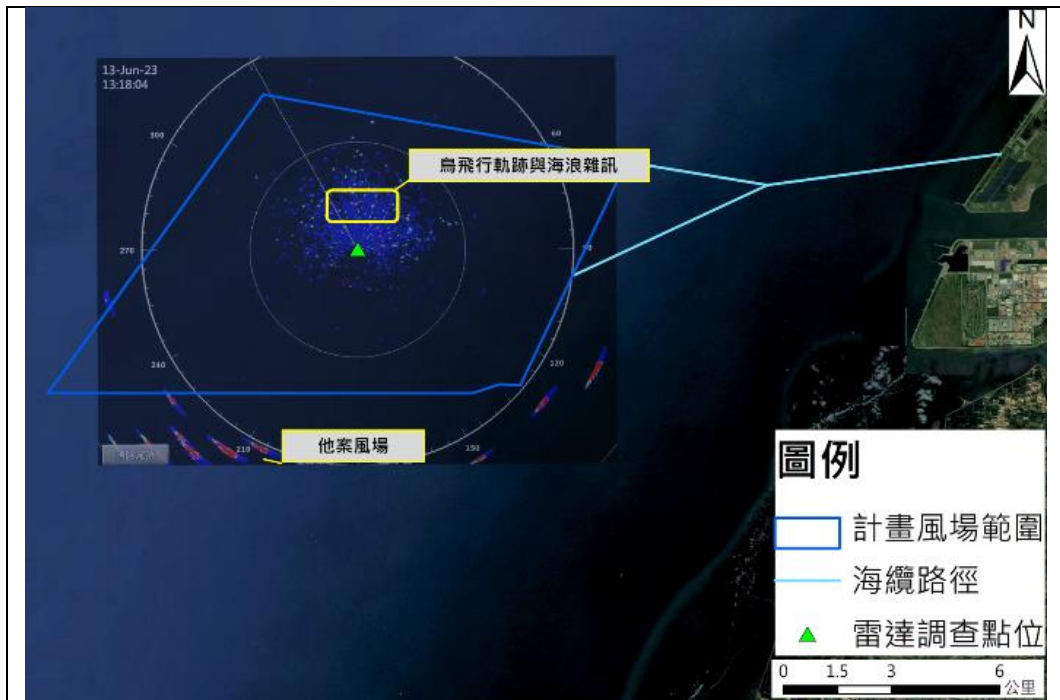 N
13-Jun-23
13:18:04
300
60
鳥飛行軌跡與海浪雜訊
270
240
120
210
150
他案風場
圖例
計畫風場範圍
海纜路徑
雷達調查點位
0 1.5 3 6
公里